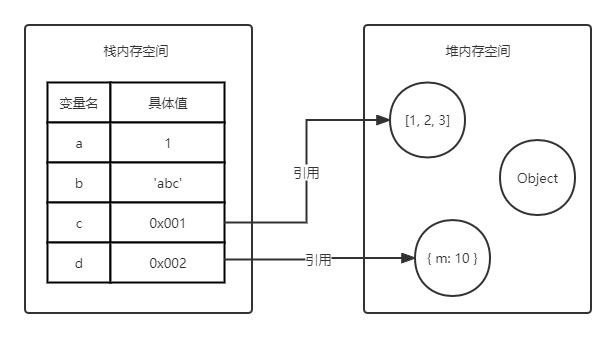 栈内存空间
变量名 具体值
a 1
b 'abc'
c 0x001
d 0x002
引用
引用
堆内存空间
[1, 2, 3]
Object
{ m: 10 }